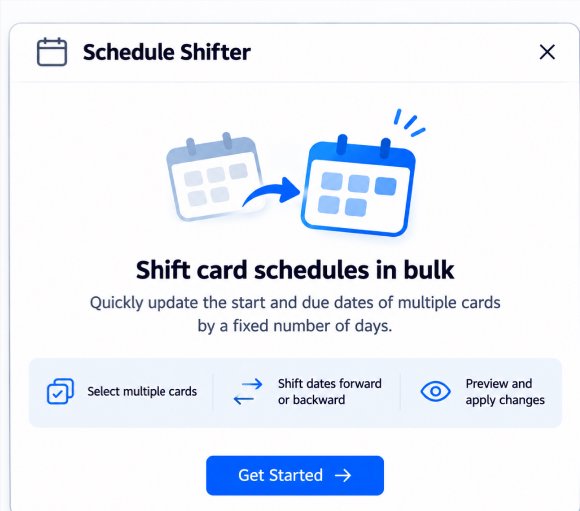 Schedule Shifter
Shift card schedules in bulk
Quickly update the start and due dates of multiple cards
by a fixed number of days.
Select multiple cards
Shift dates forward
or backward
Preview and
apply changes
Get Started